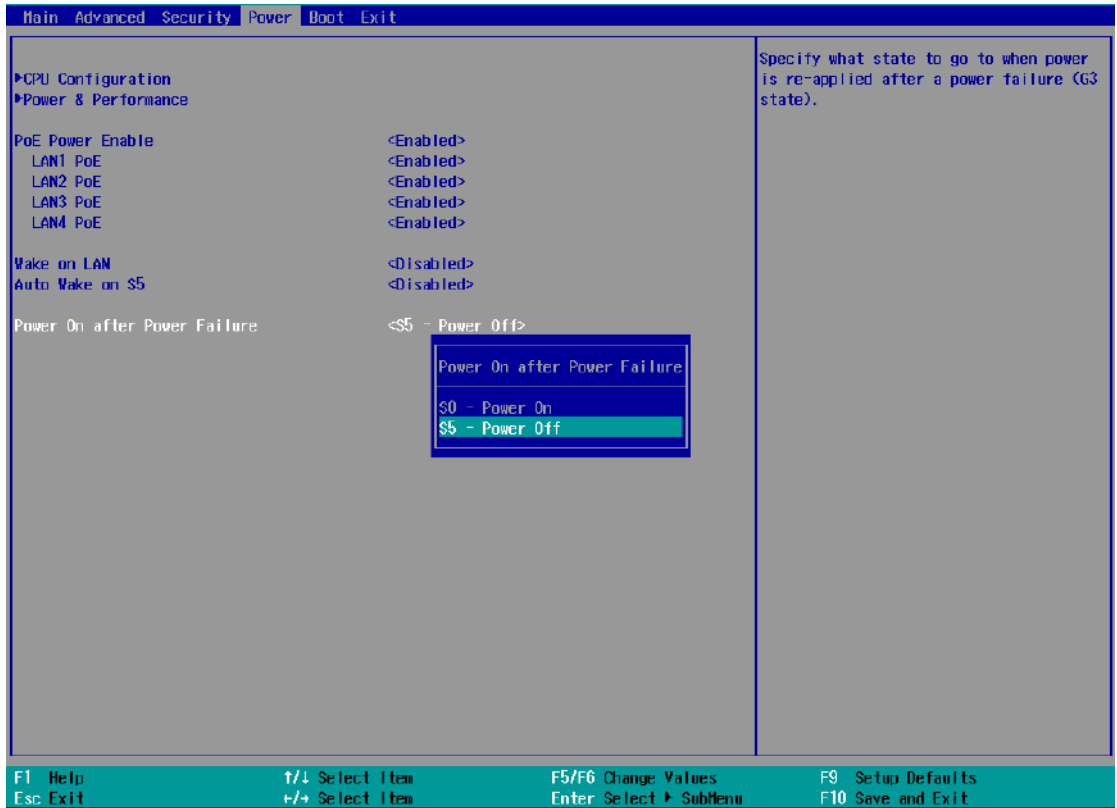 Main Advanced Security Power Boot Exit
▶CPU Configuration
▶Power & Performance
PoE Power Enable <Enabled>
LAN1 PoE <Enabled>
LAN2 PoE <Enabled>
LAN3 PoE <Enabled>
LAN4 PoE <Enabled>
Wake on LAN <Disabled>
Auto Wake on S5 <Disabled>
Power On after Power Failure <S5 - Power Off>
Power On after Power Failure
S0 - Power On
S5 - Power Off
Specify what state to go to when power
is re-applied after a power failure (G3
state).
F1 Help ↑/↓ Select Item F5/F6 Change Values F9 Setup Defaults
Esc Exit ←/→ Select Item Enter Select ▶ SubMenu F10 Save and Exit